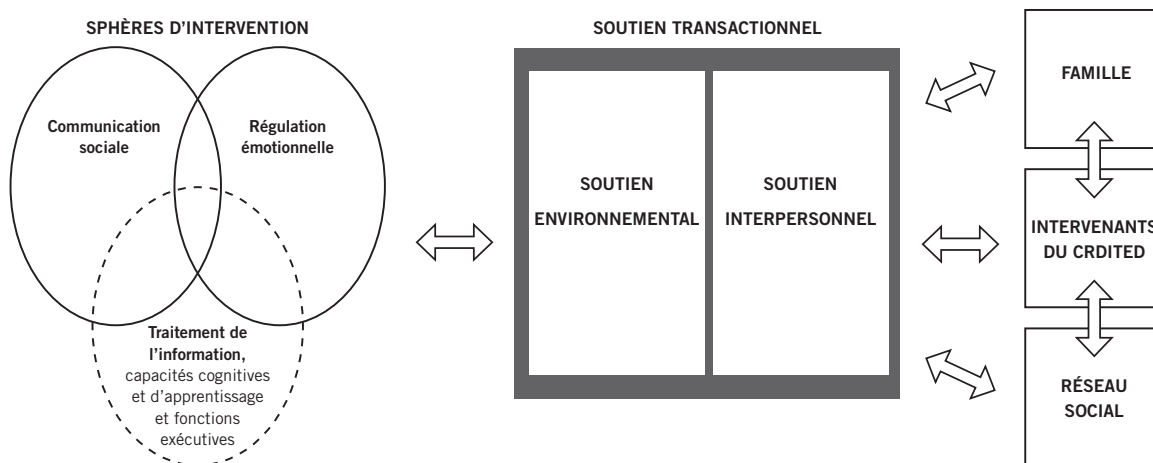 SPHÈRES D’INTERVENTION
Communication
sociale
Régulation
émotionnelle
Traitement de
l’information,
capacités cognitives
et d’apprentissage
et fonctions
exécutives
SOUTIEN TRANSACTIONNEL
SOUTIEN
ENVIRONNEMENTAL
SOUTIEN
INTERPERSONNEL
FAMILLE
INTERVENANTS
DU CRDITED
RÉSEAU
SOCIAL